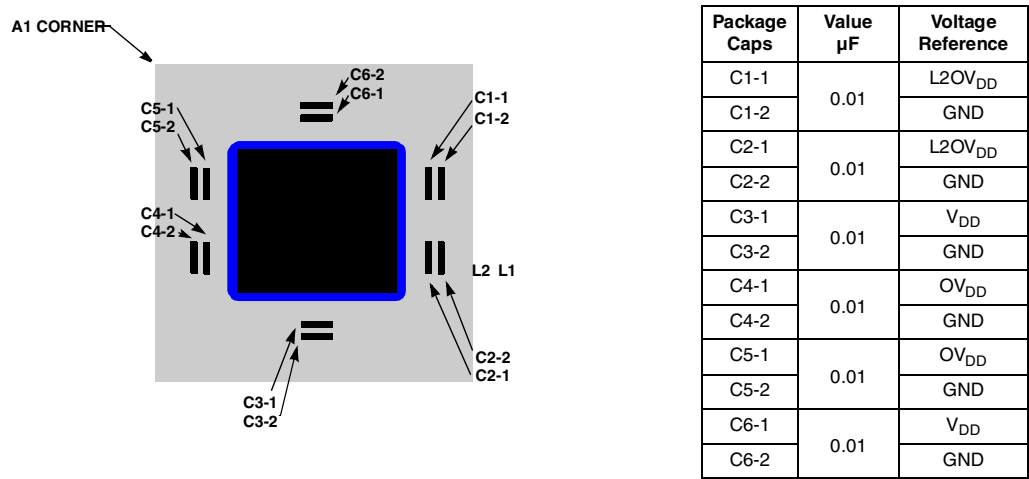 A1 CORNER
C6-2
C6-1
C1-1
C1-2
C5-1
C5-2
C4-1
C4-2
L2 L1
C2-2
C2-1
C3-1
C3-2
Package Caps Value µF Voltage Reference
C1-1 0.01 L2OVDD
C1-2 GND
C2-1 0.01 L2OVDD
C2-2 GND
C3-1 0.01 VDD
C3-2 GND
C4-1 0.01 OVDD
C4-2 GND
C5-1 0.01 OVDD
C5-2 GND
C6-1 0.01 VDD
C6-2 GND